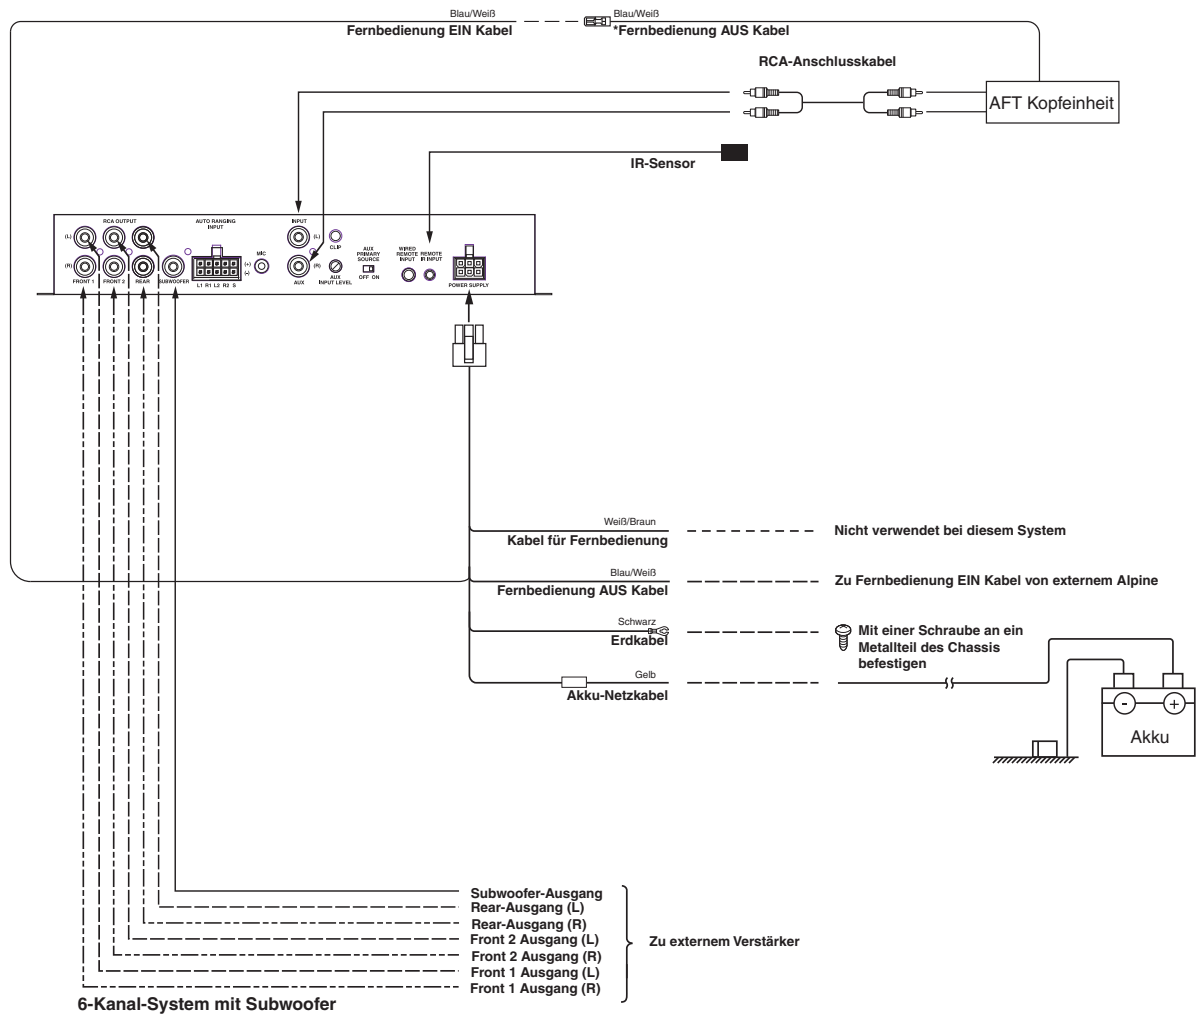 Blau/Weiß
Fernbedienung EIN Kabel
Blau/Weiß
*Fernbedienung AUS Kabel
RCA-Anschlusskabel
AFT Kopfeinheit
IR-Sensor
RCA OUTPUT
(L)
(R)
FRONT 1
FRONT 2
REAR
SUBWOOFER
AUTO RANGING
INPUT
(+)
(-)
L1 R1 L2 R2 S
MIC
INPUT
(L)
(R)
AUX
CLIP
AUX
INPUT LEVEL
AUX
PRIMARY
SOURCE
OFF ON
WIRED
REMOTE
INPUT
REMOTE
IR INPUT
POWER SUPPLY
Weiß/Braun
Kabel für Fernbedienung
Nicht verwendet bei diesem System
Blau/Weiß
Fernbedienung AUS Kabel
Zu Fernbedienung EIN Kabel von externem Alpine
Schwarz
Erdkabel
Mit einer Schraube an ein
Metallteil des Chassis
befestigen
Gelb
Akku-Netzkabel
-
+
Akku
Subwoofer-Ausgang
Rear-Ausgang (L)
Rear-Ausgang (R)
Front 2 Ausgang (L)
Front 2 Ausgang (R)
Front 1 Ausgang (L)
Front 1 Ausgang (R)
Zu externem Verstärker
6-Kanal-System mit Subwoofer